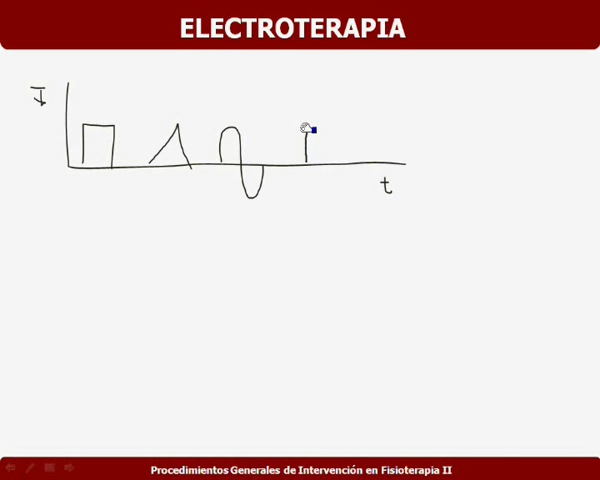 ELECTROTERAPIA
I
t
Procedimientos Generales de Intervención en Fisioterapia II